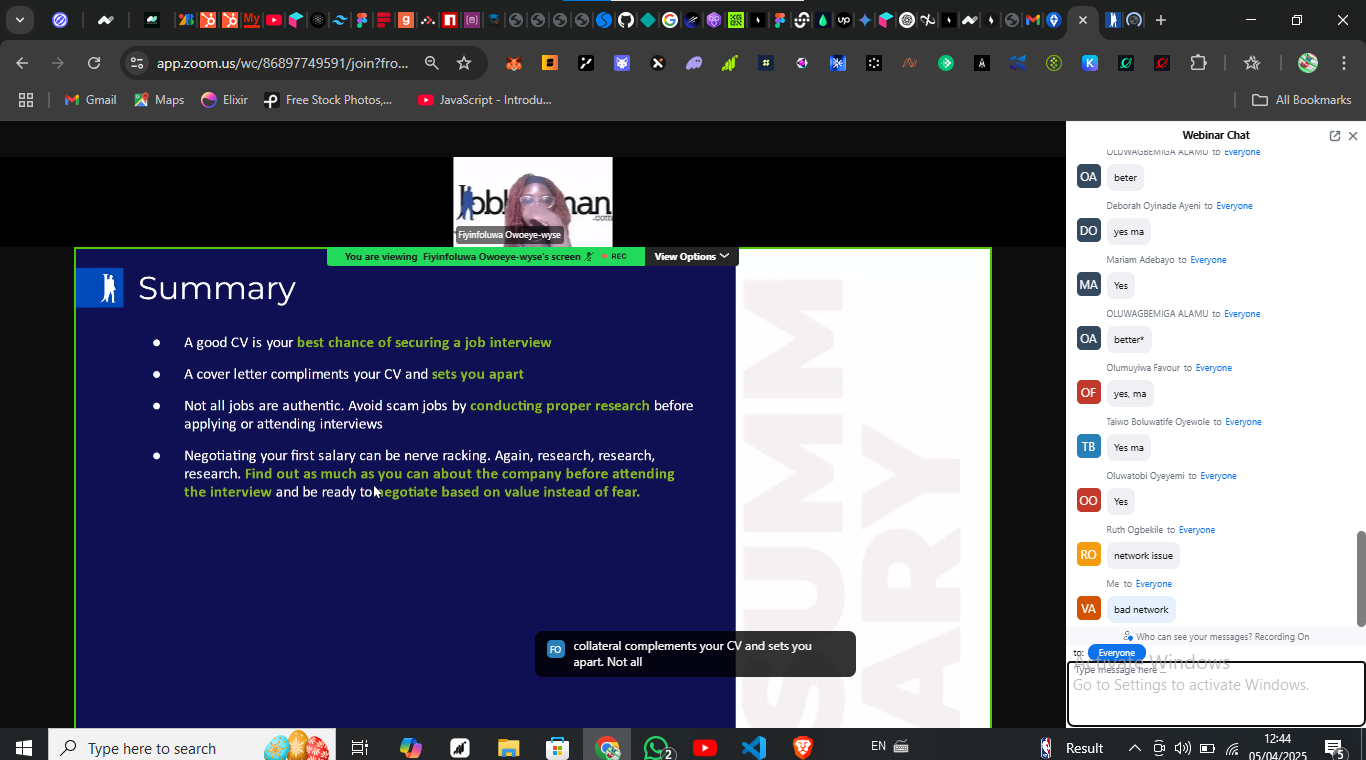 app.zoom.us/wc/86897749591/join?fro...
Gmail
Maps
Elixir
Free Stock Photos,...
JavaScript - Introdu...
All Bookmarks
Webinar Chat
OLUWAGBEMIGA ALAMU to Everyone
OA
beter
Deborah Oyinade Ayeni to Everyone
DO
yes ma
Mariam Adebayo to Everyone
MA
Yes
OLUWAGBEMIGA ALAMU to Everyone
OA
better*
Olumuyiwa Favour to Everyone
OF
yes, ma
Taiwo Boluwatife Oyewole to Everyone
TB
Yes ma
Oluwatobi Oyeyemi to Everyone
OO
Yes
Ruth Ogbekile to Everyone
RO
network issue
Me to Everyone
VA
bad network
Who can see your messages? Recording On
to: Everyone
Type message here ...
Activate Windows
Go to Settings to activate Windows.
.com
Fiyinfoluwa Owoeye-wyse
You are viewing Fiyinfoluwa Owoeye-wyse's screen REC
View Options
Summary
A good CV is your best chance of securing a job interview
A cover letter compliments your CV and sets you apart
Not all jobs are authentic. Avoid scam jobs by conducting proper research before
applying or attending interviews
Negotiating your first salary can be nerve racking. Again, research, research,
research. Find out as much as you can about the company before attending
the interview and be ready to negotiate based on value instead of fear.
SUMM
ARY
FO
collateral complements your CV and sets you
apart. Not all
Type here to search
2
EN
Result
12:44
05/04/2025
5